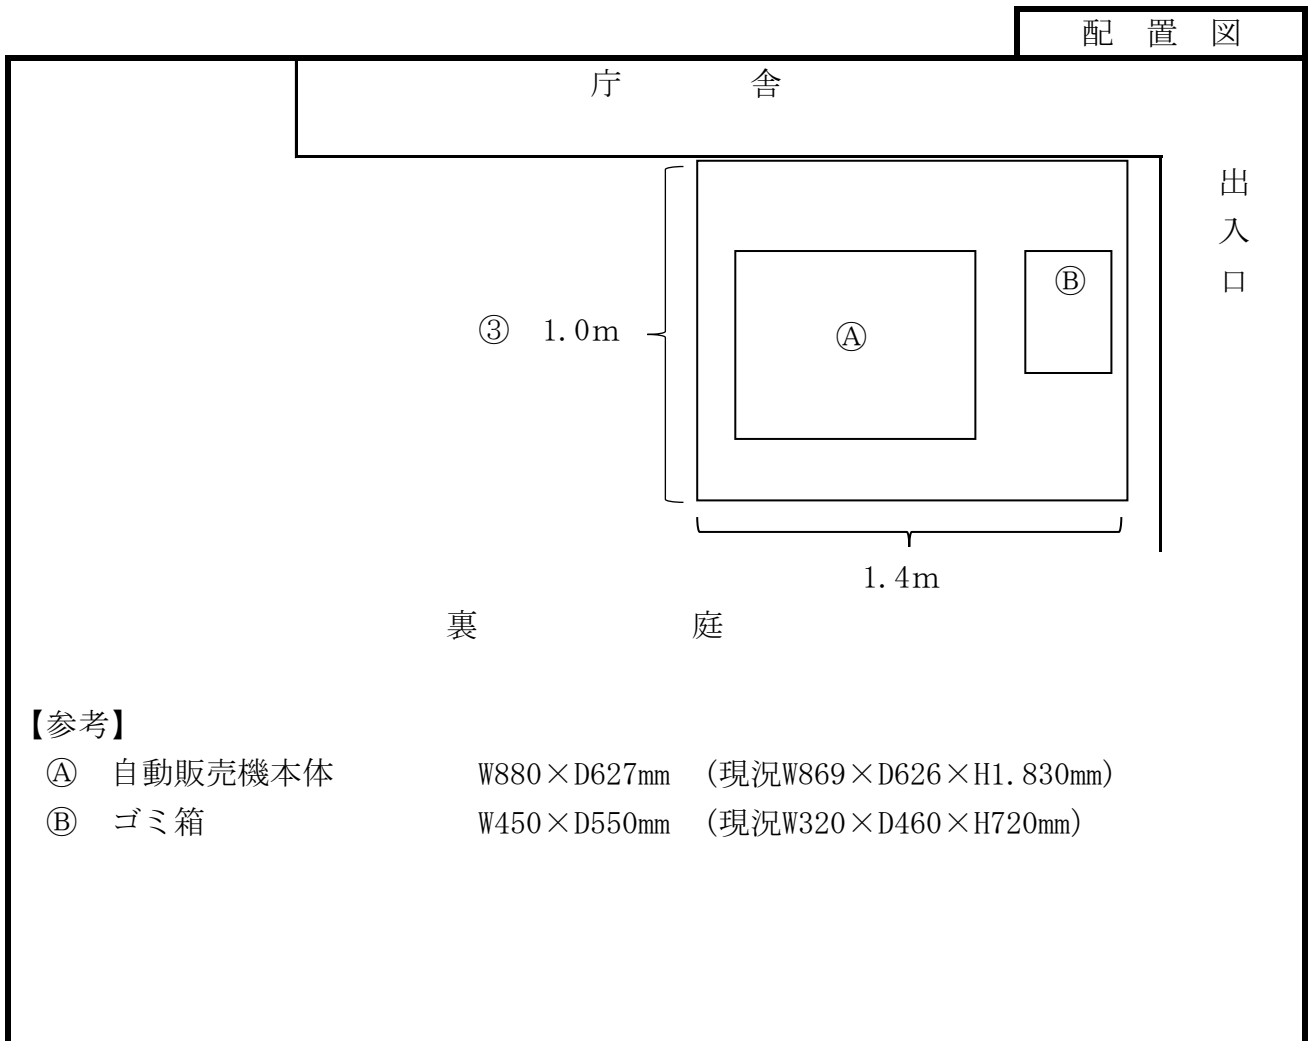 配 置 図
庁 舎
出入口
Ⓑ
③ 1.0m
Ⓐ
1.4m
裏 庭
【参考】
Ⓐ 自動販売機本体 W880×D627mm (現況W869×D626×H1.830mm)
Ⓑ ゴミ箱 W450×D550mm (現況W320×D460×H720mm)